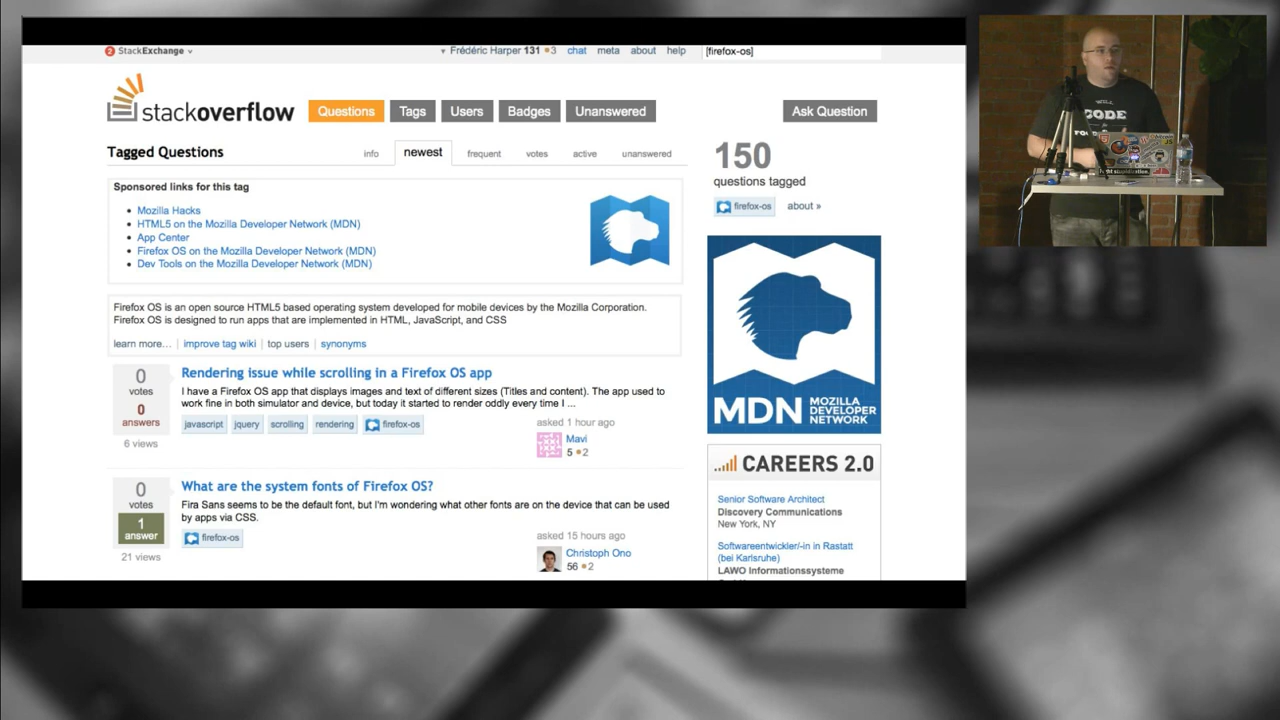 2 StackExchange
Frédéric Harper 131 3 chat meta about help
[firefox-os]
stackoverflow
Questions
Tags
Users
Badges
Unanswered
Ask Question
Tagged Questions
info
newest
frequent
votes
active
unanswered
150
questions tagged
firefox-os
about »
Sponsored links for this tag
Mozilla Hacks
HTML5 on the Mozilla Developer Network (MDN)
App Center
Firefox OS on the Mozilla Developer Network (MDN)
Dev Tools on the Mozilla Developer Network (MDN)
Firefox OS is an open source HTML5 based operating system developed for mobile devices by the Mozilla Corporation.
Firefox OS is designed to run apps that are implemented in HTML, JavaScript, and CSS
learn more… improve tag wiki top users synonyms
0
votes
0
answers
6 views
Rendering issue while scrolling in a Firefox OS app
I have a Firefox OS app that displays images and text of different sizes (Titles and content). The app used to
work fine in both simulator and device, but today it started to render oddly every time I ...
javascript jquery scrolling rendering firefox-os
asked 1 hour ago
Mavi
5 2
0
votes
1
answer
21 views
What are the system fonts of Firefox OS?
Fira Sans seems to be the default font, but I'm wondering what other fonts are on the device that can be used
by apps via CSS.
firefox-os
asked 15 hours ago
Christoph Ono
56 2
MDN MOZILLA
DEVELOPER
NETWORK
CAREERS 2.0
Senior Software Architect
Discovery Communications
New York, NY
Softwareentwickler/-in in Rastatt
(bei Karlsruhe)
LAWO Informationssysteme
WILL
CODE